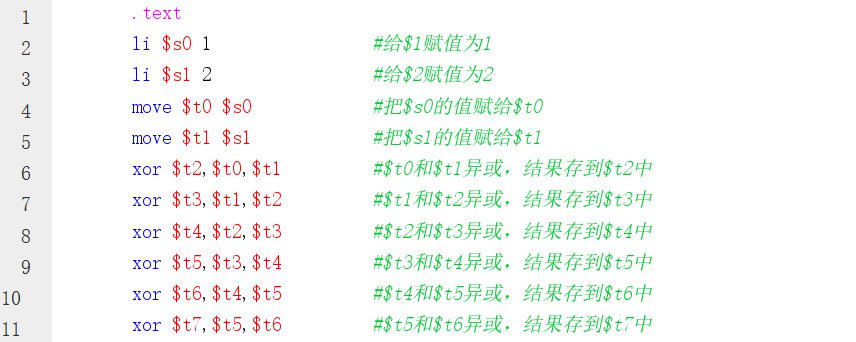 1 .text
2 li $s0 1 #给$1赋值为1
3 li $s1 2 #给$2赋值为2
4 move $t0 $s0 #把$s0的值赋给$t0
5 move $t1 $s1 #把$s1的值赋给$t1
6 xor $t2,$t0,$t1 #$t0和$t1异或，结果存到$t2中
7 xor $t3,$t1,$t2 #$t1和$t2异或，结果存到$t3中
8 xor $t4,$t2,$t3 #$t2和$t3异或，结果存到$t4中
9 xor $t5,$t3,$t4 #$t3和$t4异或，结果存到$t5中
10 xor $t6,$t4,$t5 #$t4和$t5异或，结果存到$t6中
11 xor $t7,$t5,$t6 #$t5和$t6异或，结果存到$t7中